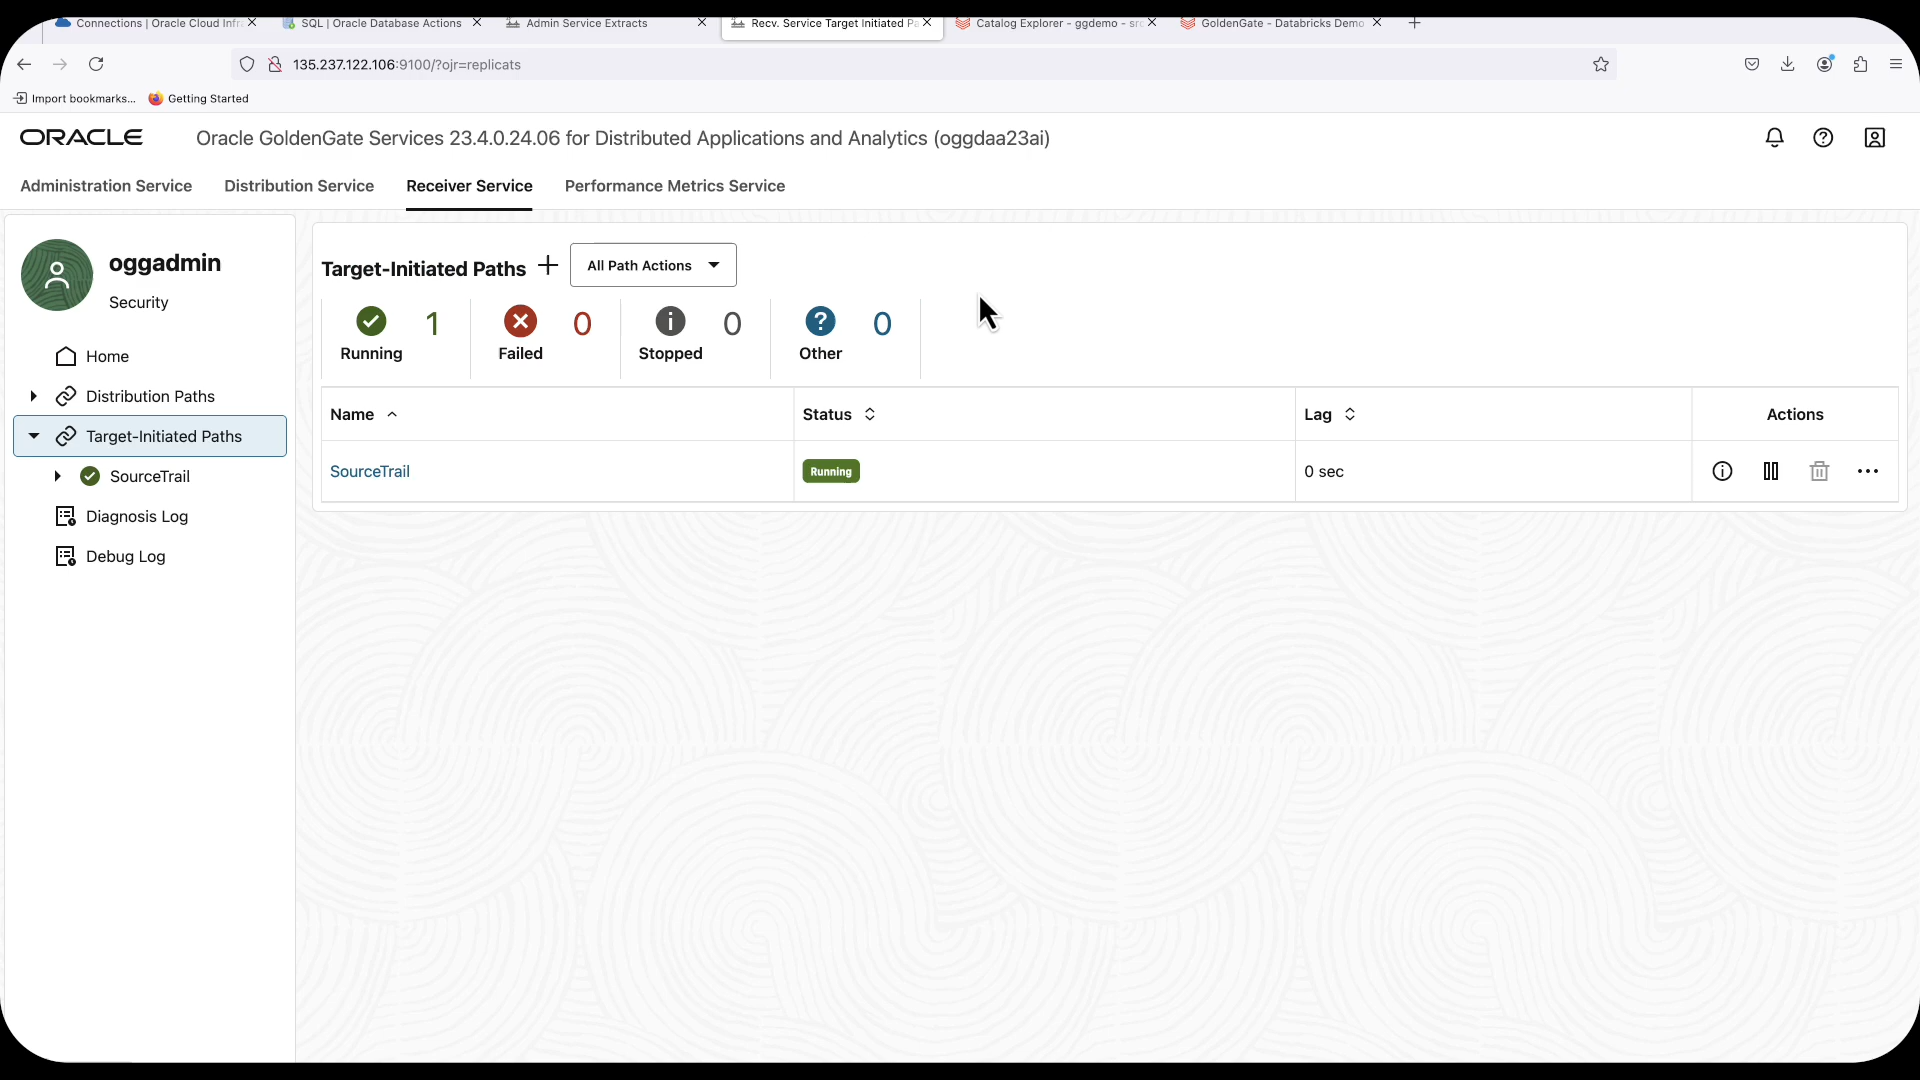 Connections | Oracle Cloud Infra
SQL | Oracle Database Actions
Admin Service Extracts
Recv. Service Target Initiated Pa
Catalog Explorer - ggdemo - src
GoldenGate - Databricks Demo
135.237.122.106:9100/?ojr=replicats
Import bookmarks...
Getting Started
ORACLE
Oracle GoldenGate Services 23.4.0.24.06 for Distributed Applications and Analytics (oggdaa23ai)
Administration Service
Distribution Service
Receiver Service
Performance Metrics Service
oggadmin
Security
Home
Distribution Paths
Target-Initiated Paths
SourceTrail
Diagnosis Log
Debug Log
Target-Initiated Paths
All Path Actions
1
Running
0
Failed
0
Stopped
0
Other
Name
Status
Lag
Actions
SourceTrail
Running
0 sec